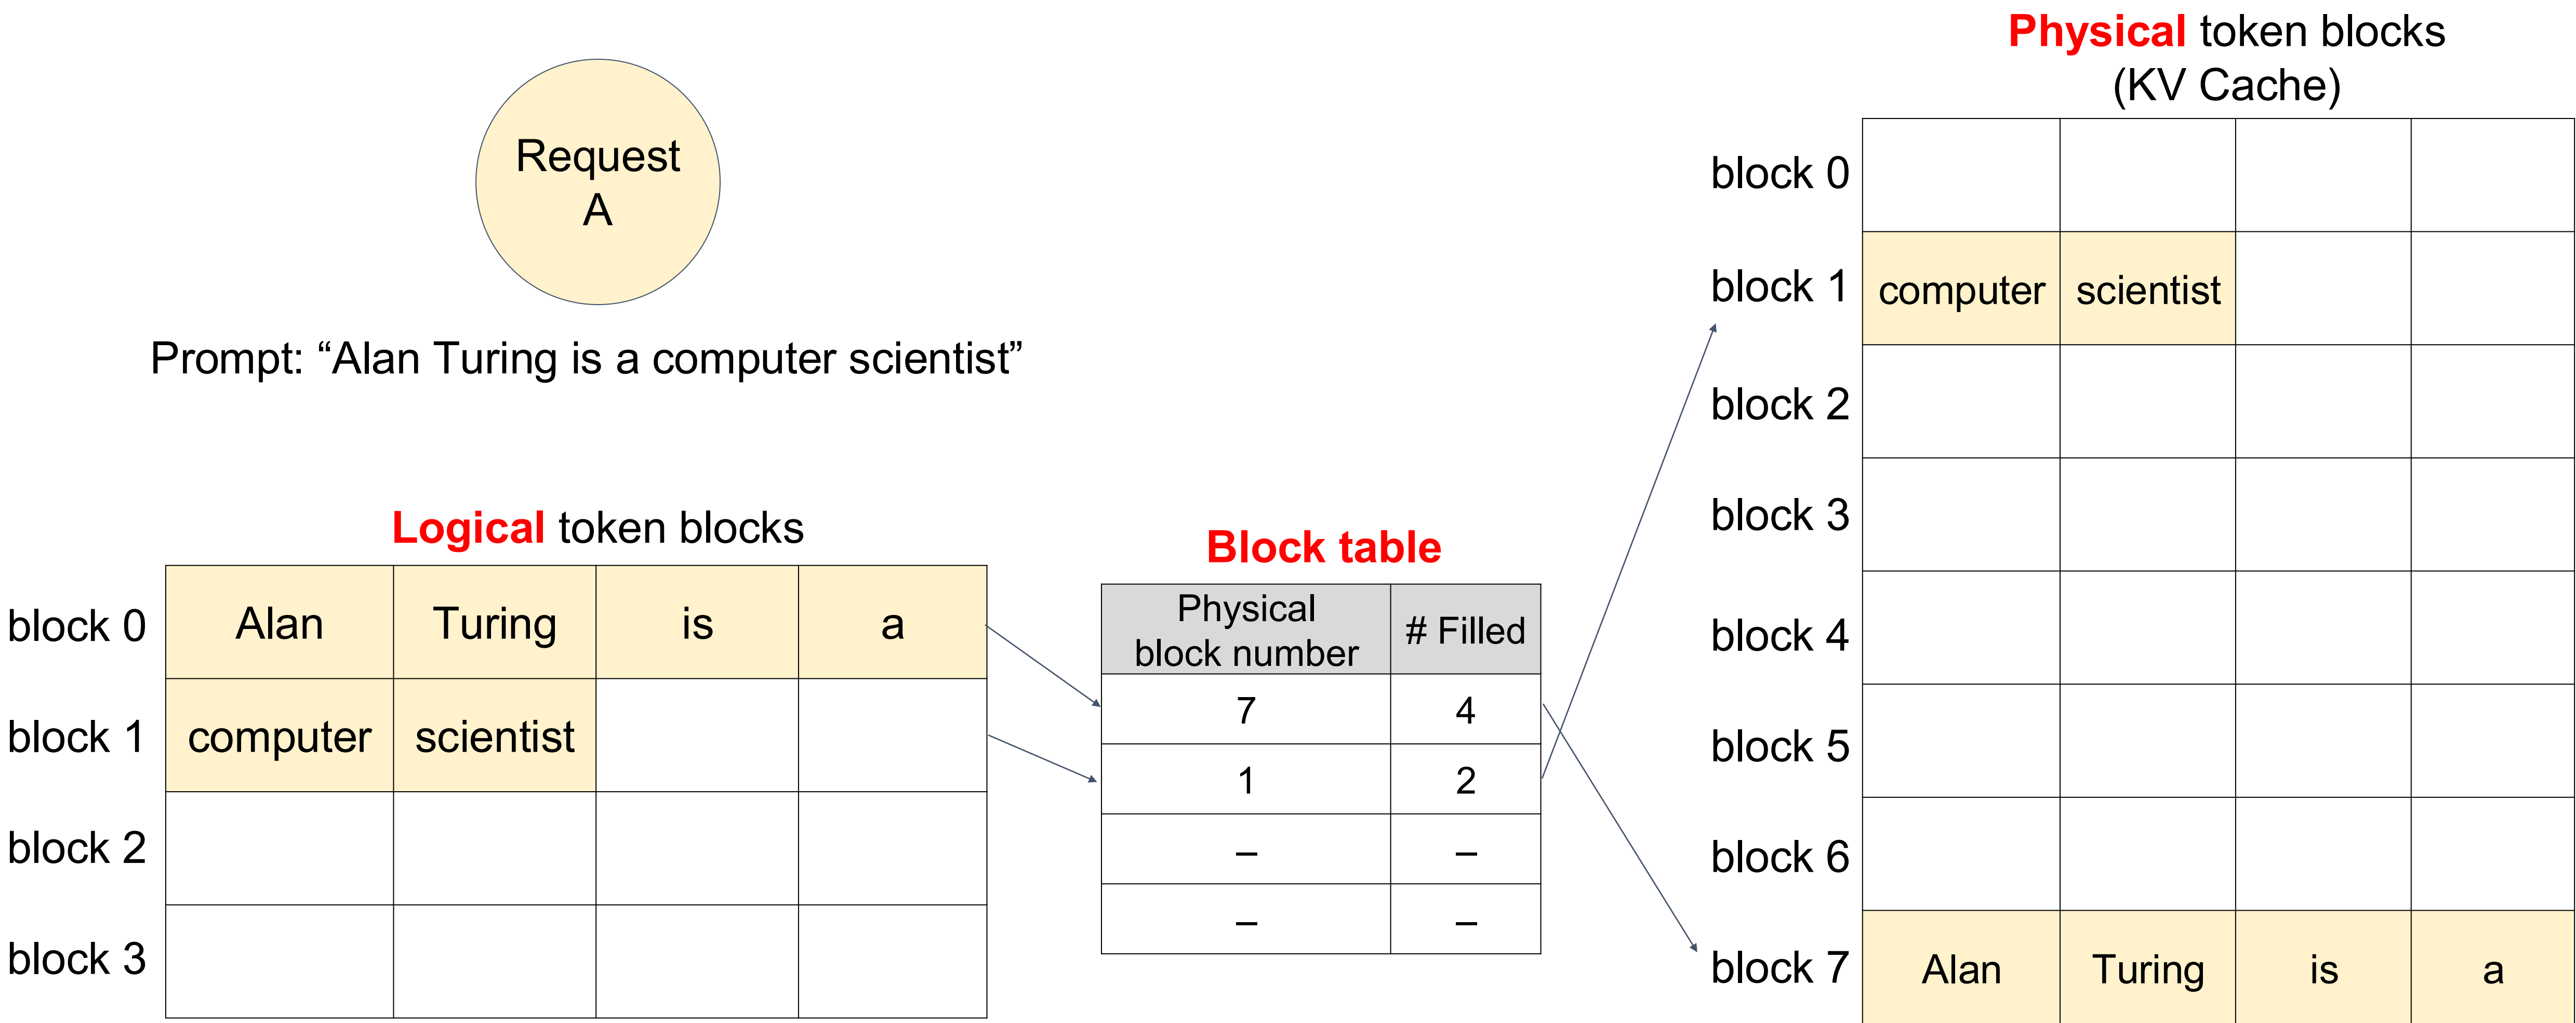 Physical token blocks
(KV Cache)
Request
A
Prompt: “Alan Turing is a computer scientist”
block 0
block 1 computer scientist
block 2
block 3
block 4
block 5
block 6
block 7 Alan Turing is a
Logical token blocks
block 0 Alan Turing is a
block 1 computer scientist
block 2
block 3
Block table
Physical
block number # Filled
7 4
1 2
– –
– –